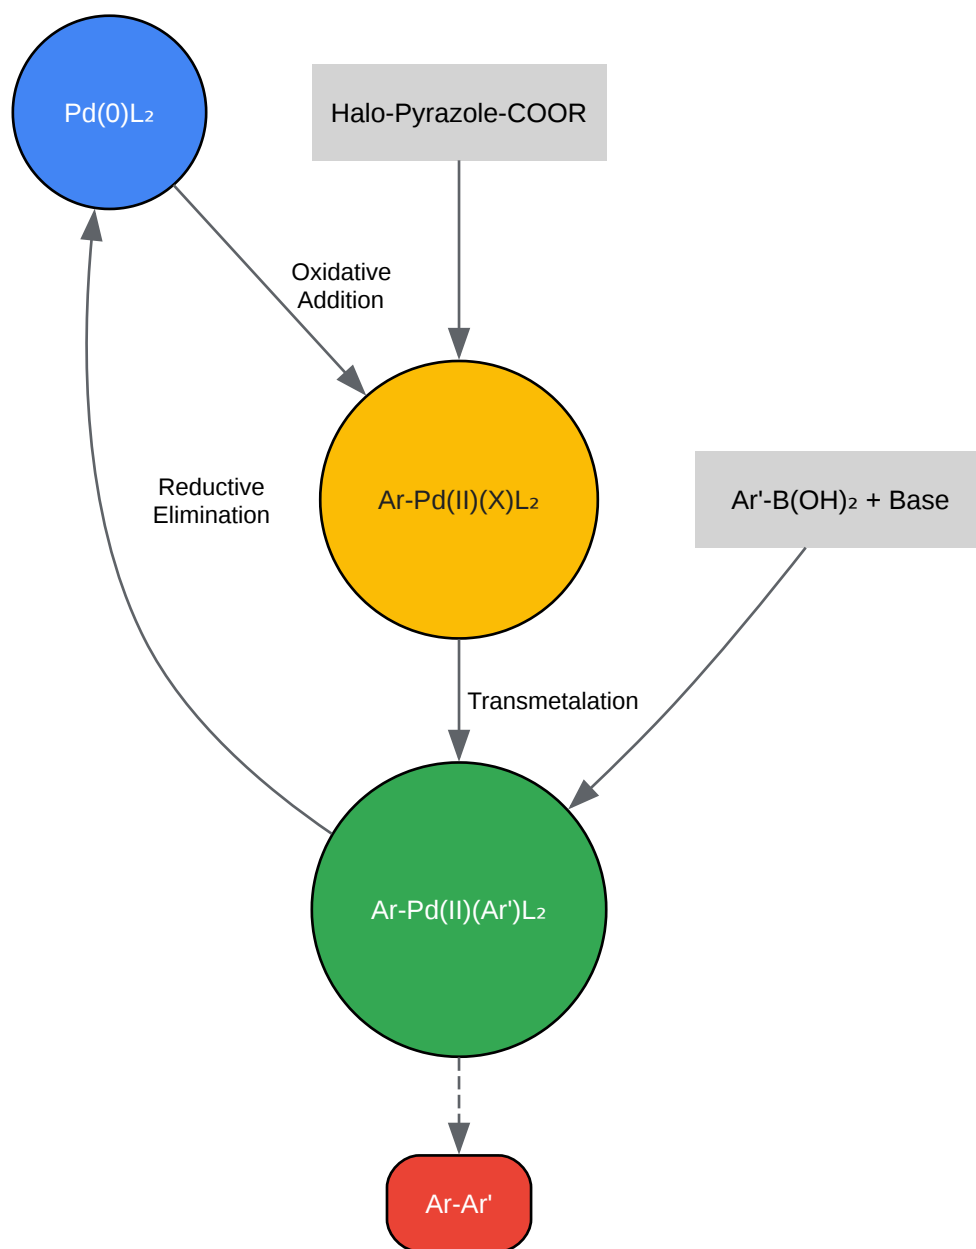 Pd(0)L₂
Halo-Pyrazole-COOR
Oxidative
Addition
Reductive
Elimination
Ar-Pd(II)(X)L₂
Ar'-B(OH)₂ + Base
Transmetalation
Ar-Pd(II)(Ar')L₂
Ar-Ar'